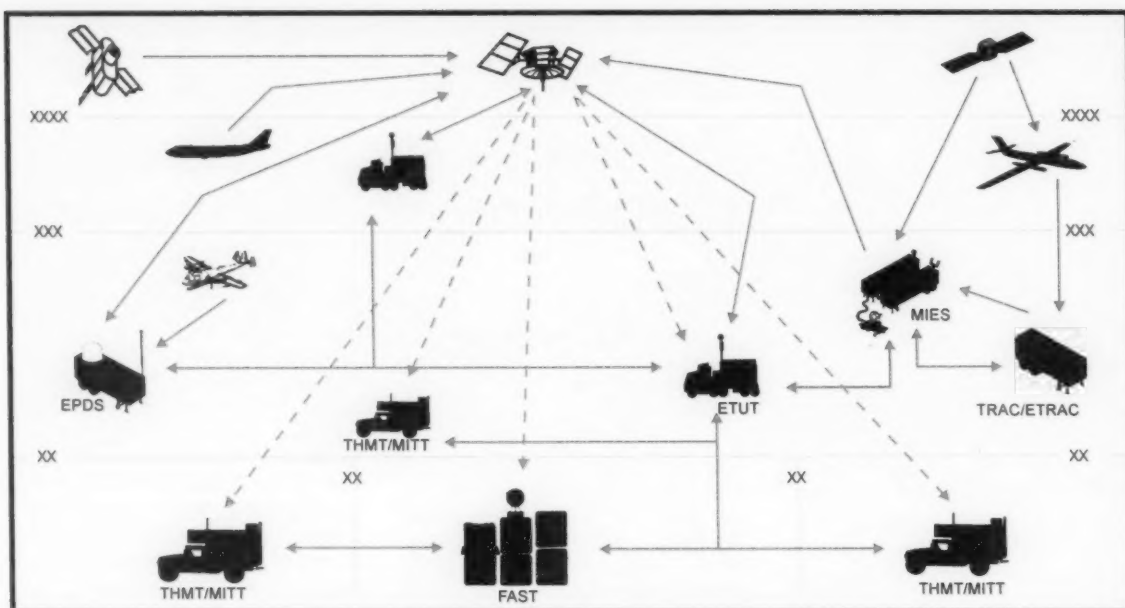 XXXX XXXX
XXX XXX
MIES
EPDS ETUT TRAC/ETRAC
THMT/MITT
XX XX
XX XX
THMT/MITT FAST THMT/MITT